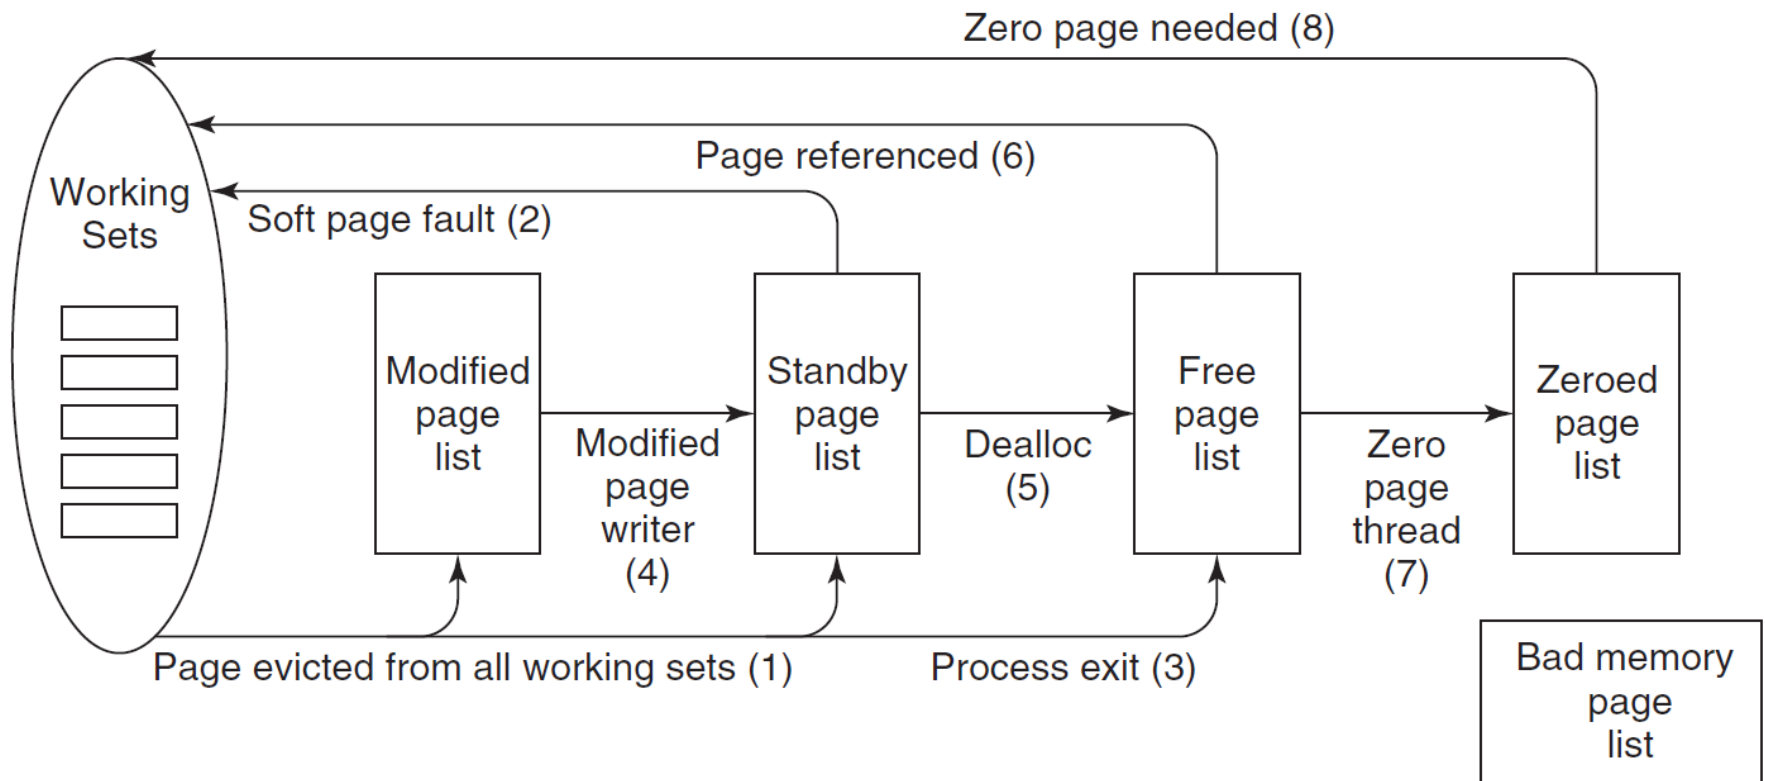 Zero page needed (8)
Page referenced (6)
Soft page fault (2)
Working
Sets
Modified
page
list
Modified
page
writer
(4)
Standby
page
list
Dealloc
(5)
Free
page
list
Zero
page
thread
(7)
Zeroed
page
list
Page evicted from all working sets (1)
Process exit (3)
Bad memory
page
list